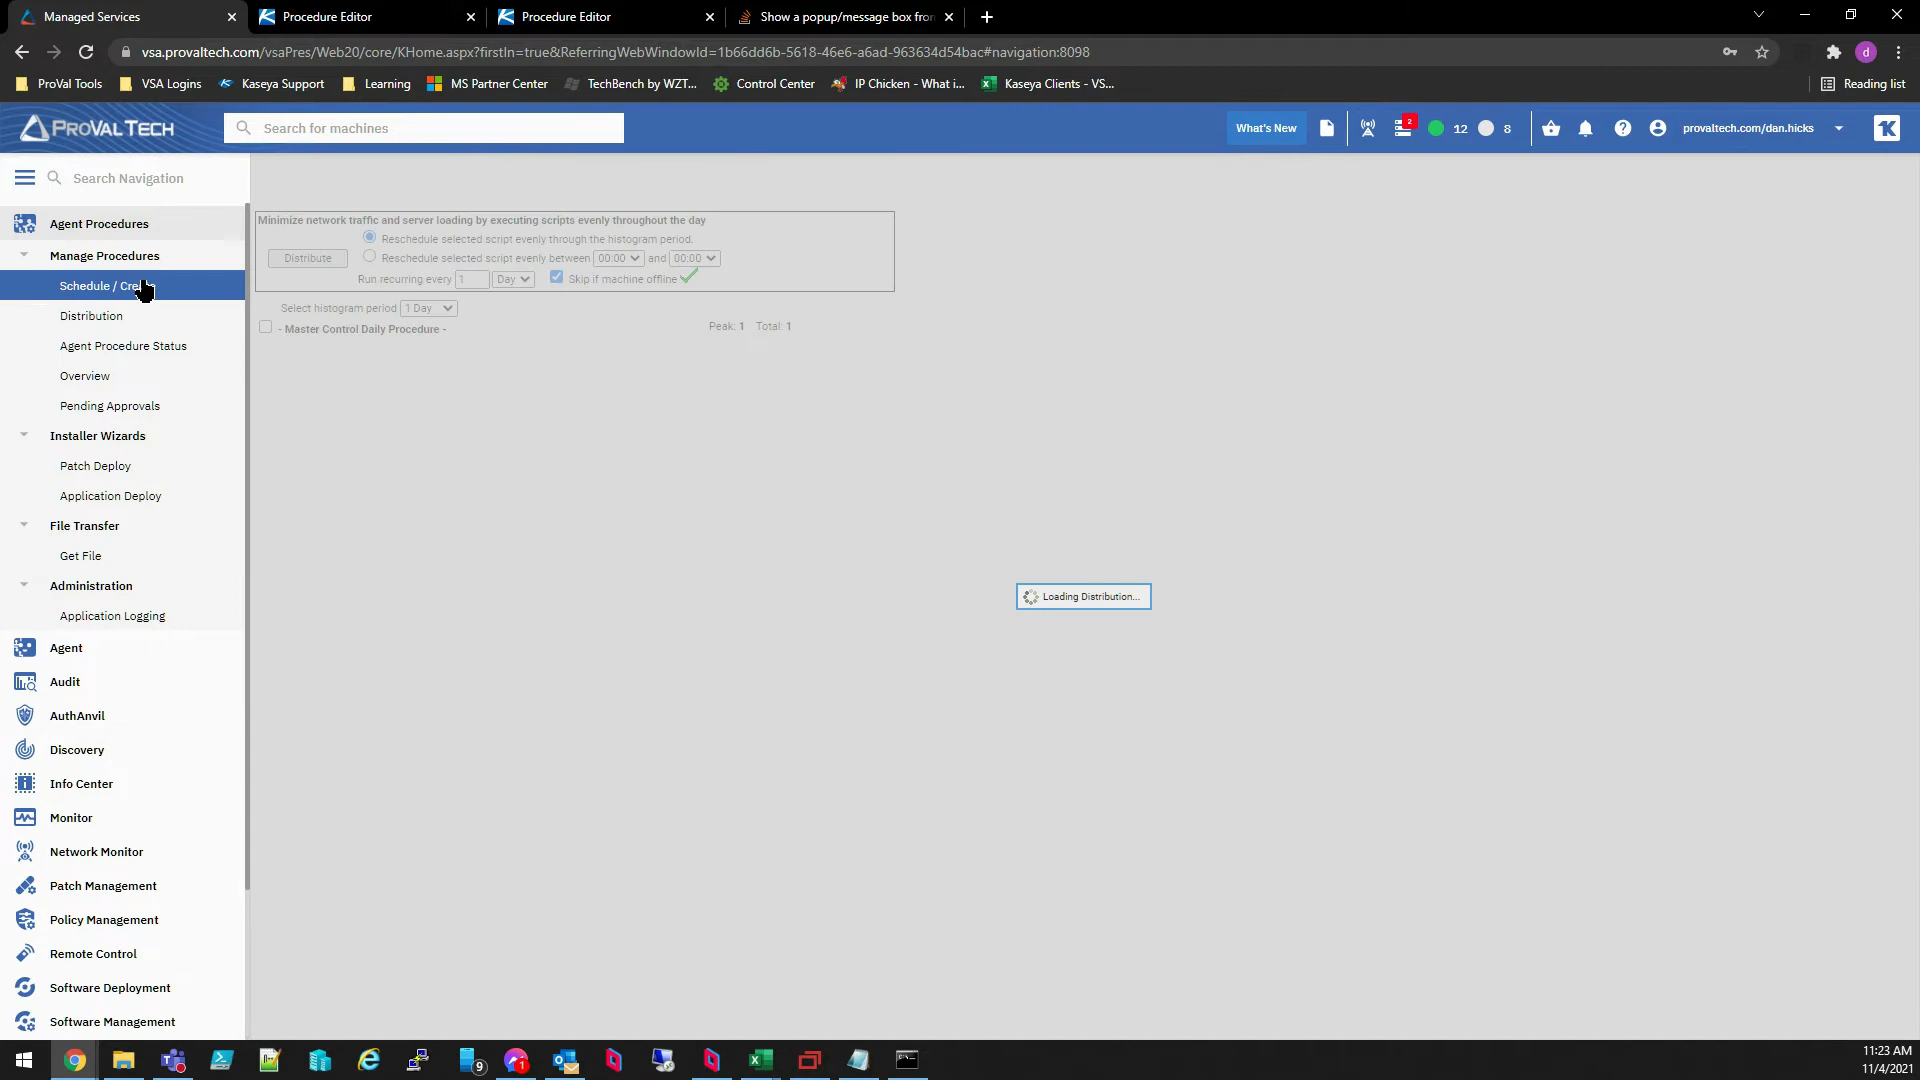 Managed Services
Procedure Editor
Procedure Editor
Show a popup/message box fron
vsa.provaltech.com/vsaPres/Web20/core/KHome.aspx?firstIn=true&ReferringWebWindowId=1b66dd6b-5618-46e6-a6ad-963634d54bac#navigation:8098
d
ProVal Tools
VSA Logins
Kaseya Support
Learning
MS Partner Center
TechBench by WZT...
Control Center
IP Chicken - What i...
Kaseya Clients - VS...
Reading list
PROVAL TECH
Search for machines
What's New
2
12
8
provaltech.com/dan.hicks
Search Navigation
Agent Procedures
Manage Procedures
Schedule / Cre
Distribution
Agent Procedure Status
Overview
Pending Approvals
Installer Wizards
Patch Deploy
Application Deploy
File Transfer
Get File
Administration
Application Logging
Agent
Audit
AuthAnvil
Discovery
Info Center
Monitor
Network Monitor
Patch Management
Policy Management
Remote Control
Software Deployment
Software Management
Minimize network traffic and server loading by executing scripts evenly throughout the day
Reschedule selected script evenly through the histogram period.
Distribute
Reschedule selected script evenly between 00:00 and 00:00
Run recurring every 1 Day Skip if machine offline
Select histogram period 1 Day
- Master Control Daily Procedure - Peak: 1 Total: 1
Loading Distribution...
9
1
11:23 AM
11/4/2021